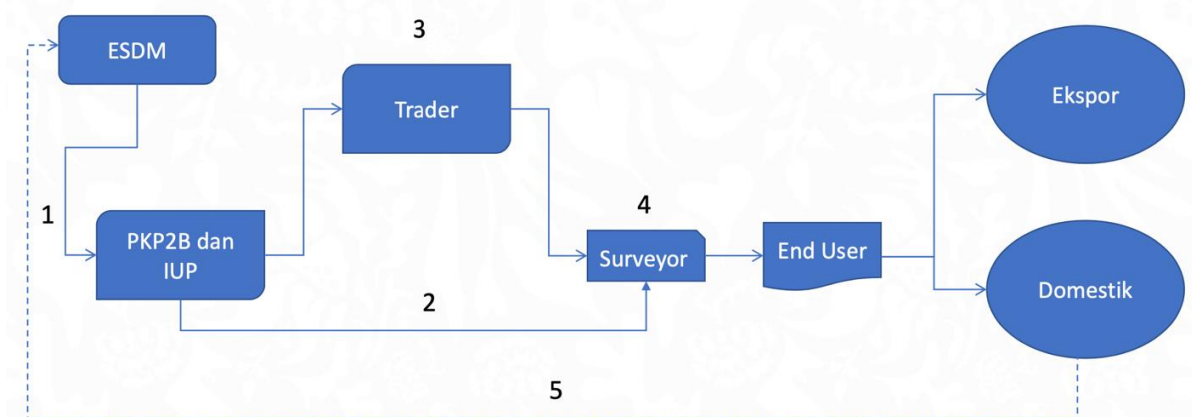 3
ESDM
Ekspor
Trader
1
4
PKP2B dan
IUP
Surveyor
End User
2
Domestik
5